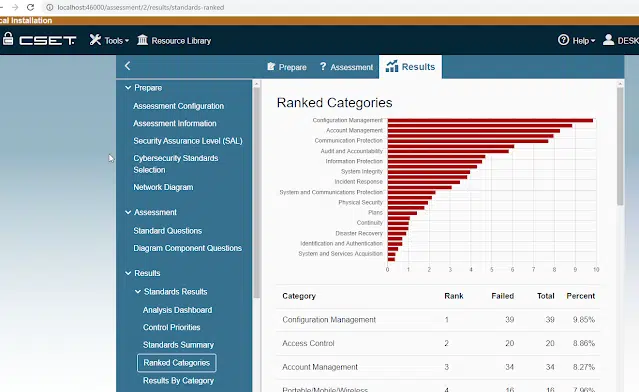 localhost:46000/assessment/2/results/standards-ranked
cal Installation
CSET
Tools
Resource Library
Help
DESK
Prepare
Assessment
Results
Prepare
Assessment Configuration
Assessment Information
Security Assurance Level (SAL)
Cybersecurity Standards
Selection
Network Diagram
Assessment
Standard Questions
Diagram Component Questions
Results
Standards Results
Analysis Dashboard
Control Priorities
Standards Summary
Ranked Categories
Results By Category
Ranked Categories
Configuration Management
Account Management
Communication Protection
Audit and Accountability
Information Protection
System Integrity
Incident Response
System and Communications Protection
Physical Security
Plans
Continuity
Disaster Recovery
Identification and Authentication
System and Services Acquisition
0 1 2 3 4 5 6 7 8 9 10
Category Rank Failed Total Percent
Configuration Management 1 39 39 9.85%
Access Control 2 20 20 8.86%
Account Management 3 34 34 8.27%
Portable/Mobile/Wireless 4 16 16 7.96%